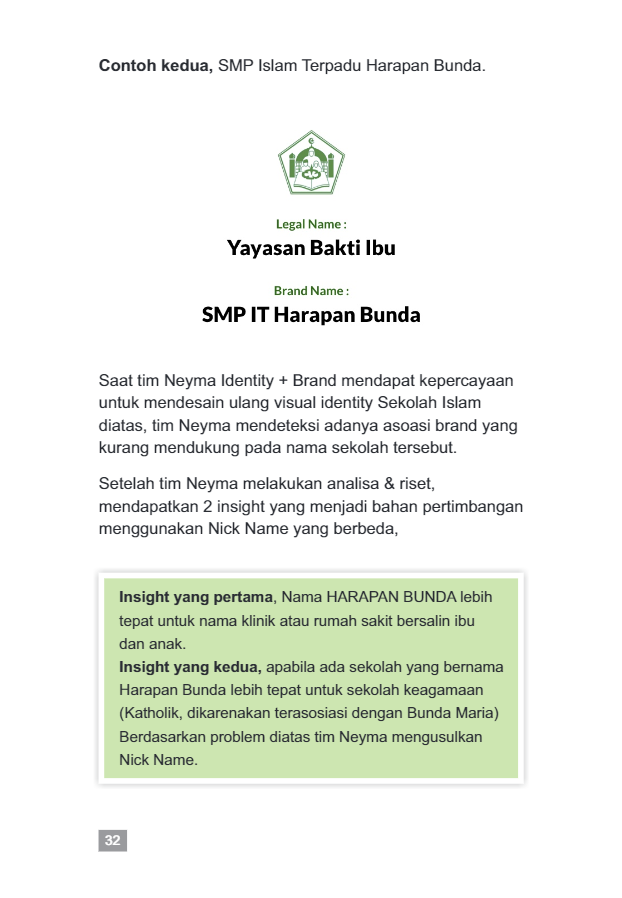 Contoh kedua, SMP Islam Terpadu Harapan Bunda.
Legal Name :
Yayasan Bakti Ibu
Brand Name :
SMP IT Harapan Bunda
Saat tim Neyma Identity + Brand mendapat kepercayaan
untuk mendesain ulang visual identity Sekolah Islam
diatas, tim Neyma mendeteksi adanya asoasi brand yang
kurang mendukung pada nama sekolah tersebut.
Setelah tim Neyma melakukan analisa & riset,
mendapatkan 2 insight yang menjadi bahan pertimbangan
menggunakan Nick Name yang berbeda,
Insight yang pertama, Nama HARAPAN BUNDA lebih
tepat untuk nama klinik atau rumah sakit bersalin ibu
dan anak.
Insight yang kedua, apabila ada sekolah yang bernama
Harapan Bunda lebih tepat untuk sekolah keagamaan
(Katholik, dikarenakan terasosiasi dengan Bunda Maria)
Berdasarkan problem diatas tim Neyma mengusulkan
Nick Name.
32